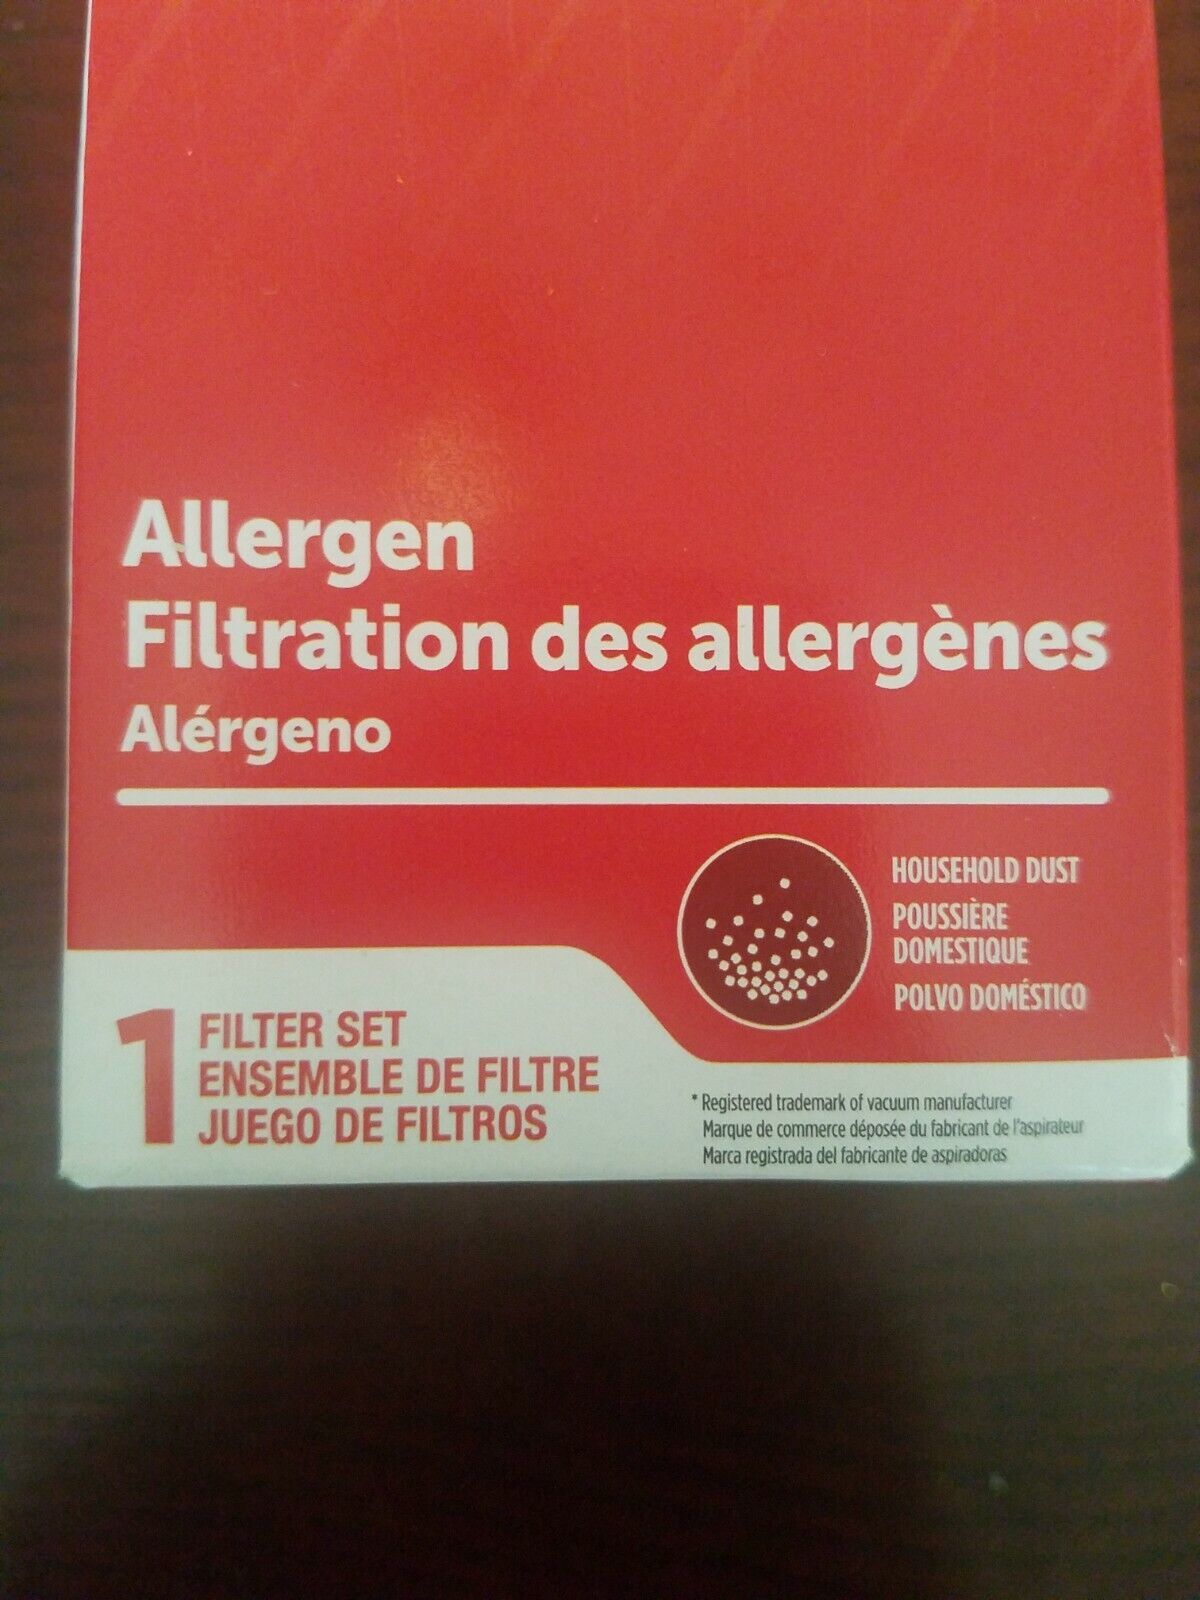 Allergen
Filtration des allergènes
Alérgeno
HOUSEHOLD DUST
POUSSIÈRE
DOMESTIQUE
POLVO DOMÉSTICO
1 FILTER SET
ENSEMBLE DE FILTRE
JUEGO DE FILTROS
* Registered trademark of vacuum manufacturer
Marque de commerce déposée du fabricant de l'aspirateur
Marca registrada del fabricante de aspiradoras